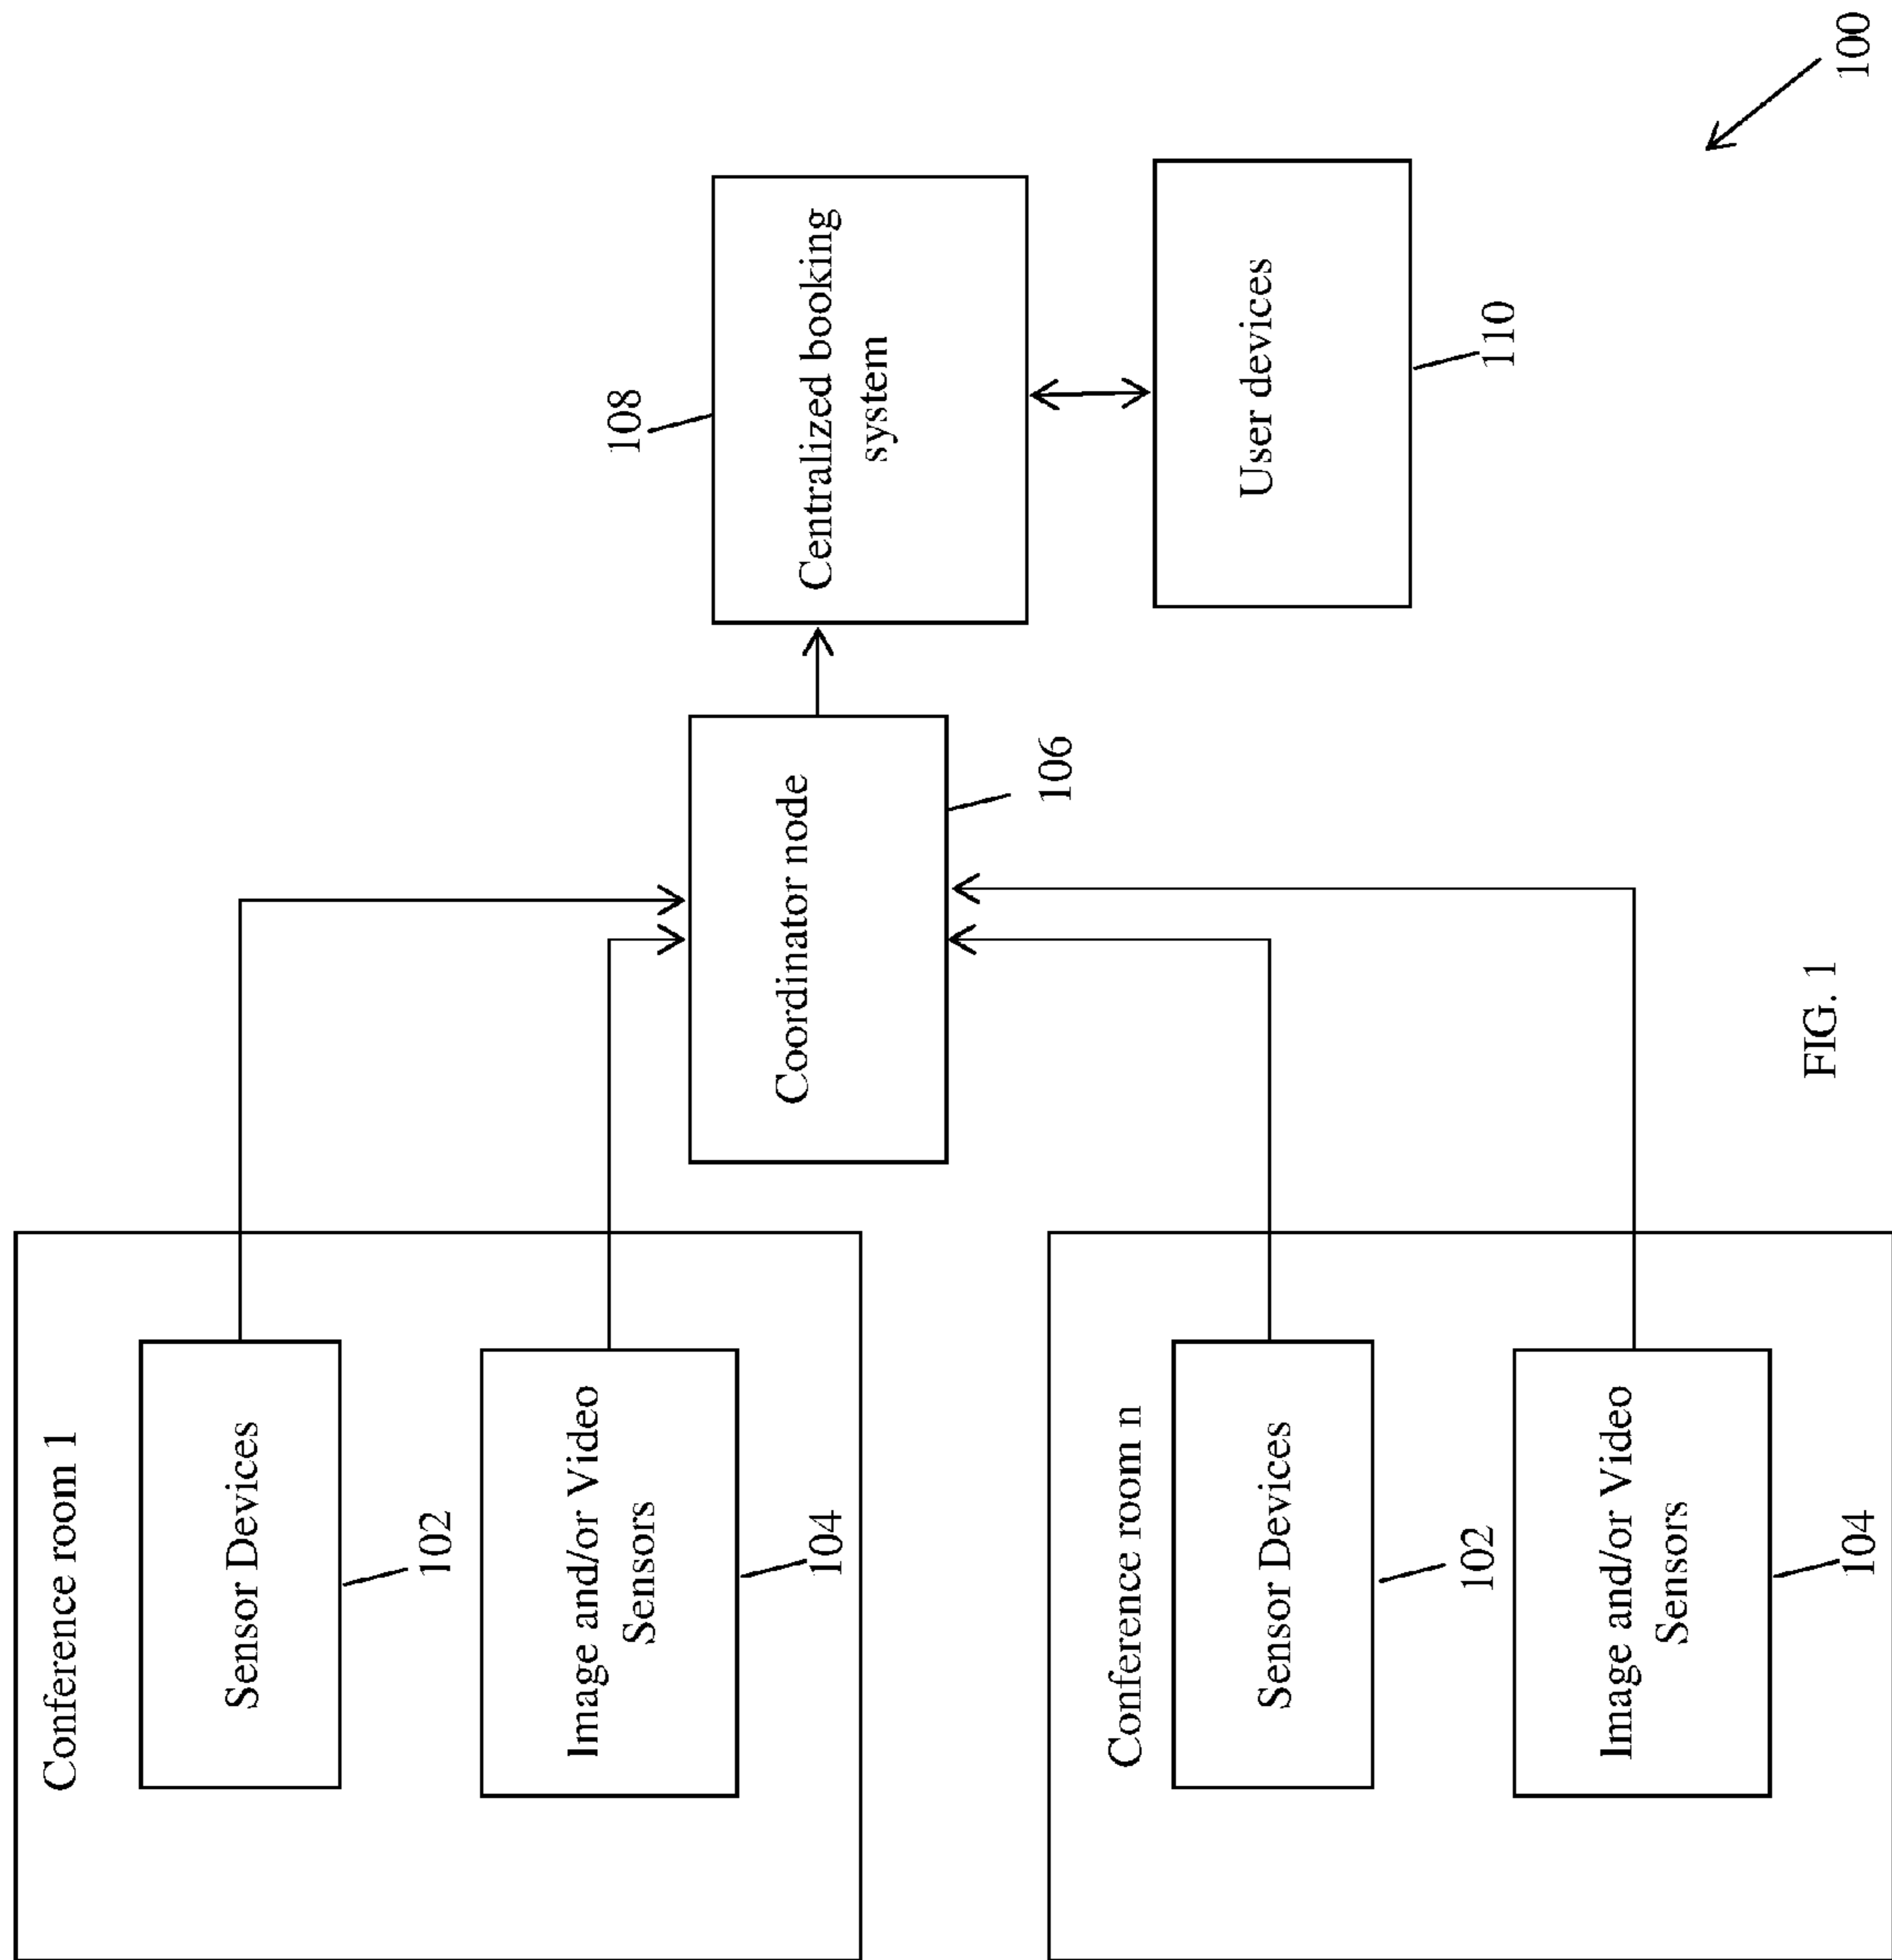 Conference room 1
Sensor Devices
102
Image and/or Video
Sensors
104
Conference room n
Sensor Devices
102
Image and/or Video
Sensors
104
Coordinator node
106
108
Centralized booking
system
User devices
110
100
FIG. 1